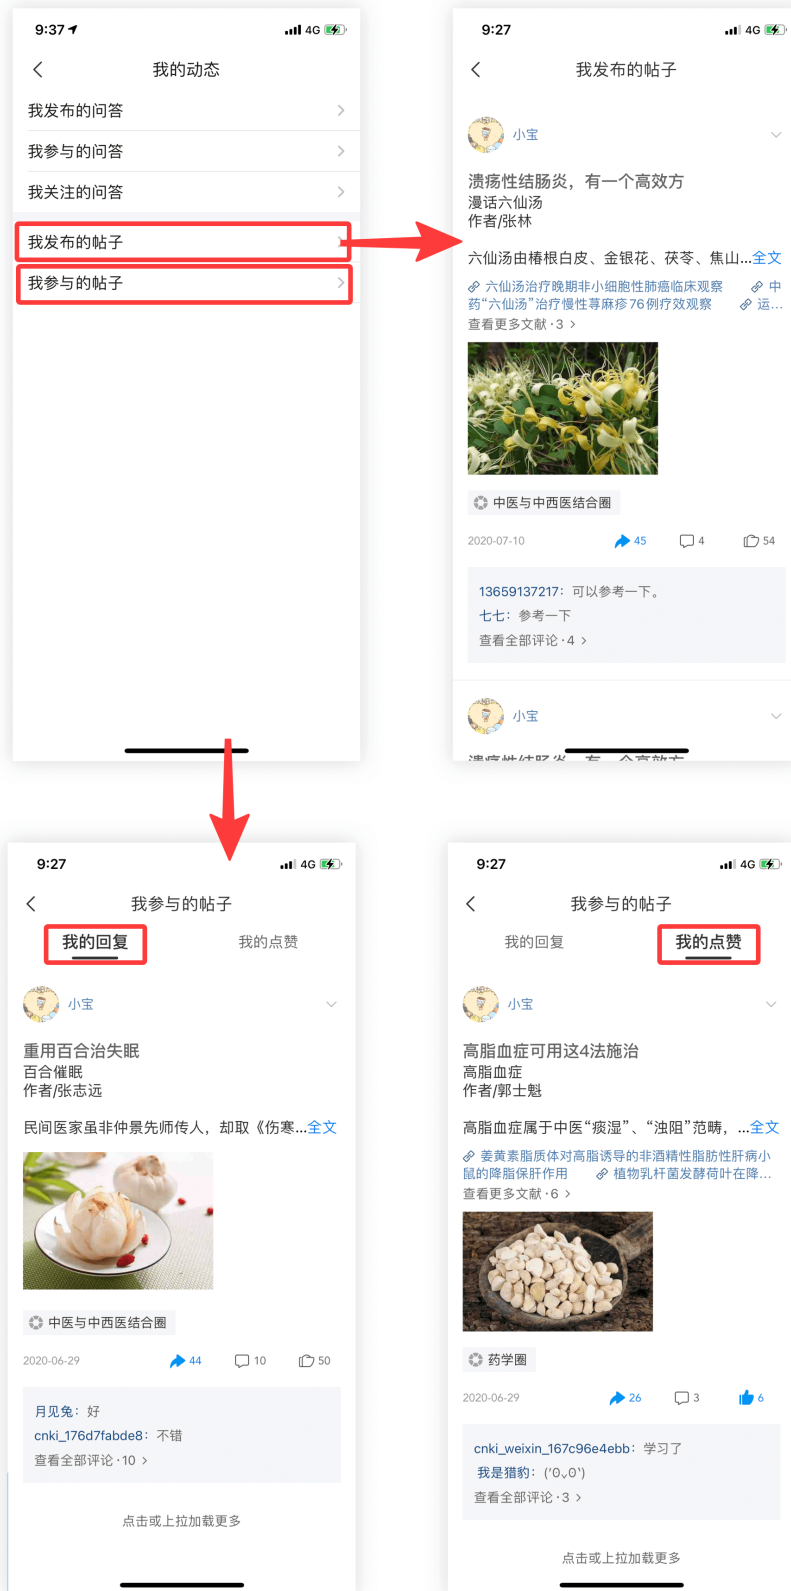 9:37
4G
我的动态
我发布的问答
我参与的问答
我关注的问答
我发布的帖子
我参与的帖子
9:27
4G
我发布的帖子
小宝
溃疡性结肠炎，有一个高效方
漫话六仙汤
作者/张林
六仙汤由椿根白皮、金银花、茯苓、焦山...全文
六仙汤治疗晚期非小细胞性肺癌临床观察 中
药“六仙汤”治疗慢性荨麻疹76例疗效观察 运...
查看更多文献·3 >
中医与中西医结合圈
2020-07-10 45 4 54
13659137217：可以参考一下。
七七：参考一下
查看全部评论·4 >
小宝
溃疡性结肠炎，有一个高效方
9:27
4G
我参与的帖子
我的回复 我的点赞
小宝
重用百合治失眠
百合催眠
作者/张志远
民间医家虽非仲景先师传人，却取《伤寒...全文
中医与中西医结合圈
2020-06-29 44 10 50
月见兔：好
cnki_176d7fabde8：不错
查看全部评论·10 >
点击或上拉加载更多
9:27
4G
我参与的帖子
我的回复 我的点赞
小宝
高脂血症可用这4法施治
高脂血症
作者/郭士魁
高脂血症属于中医“痰湿”、“浊阻”范畴，...全文
姜黄素脂质体对高脂诱导的非酒精性脂肪性肝病小
鼠的降脂保肝作用 植物乳杆菌发酵荷叶在降...
查看更多文献·6 >
药学圈
2020-06-29 26 3 6
cnki_weixin_167c96e4ebb：学习了
我是猎豹：(ʹʘᴗʘ‵)
查看全部评论·3 >
点击或上拉加载更多